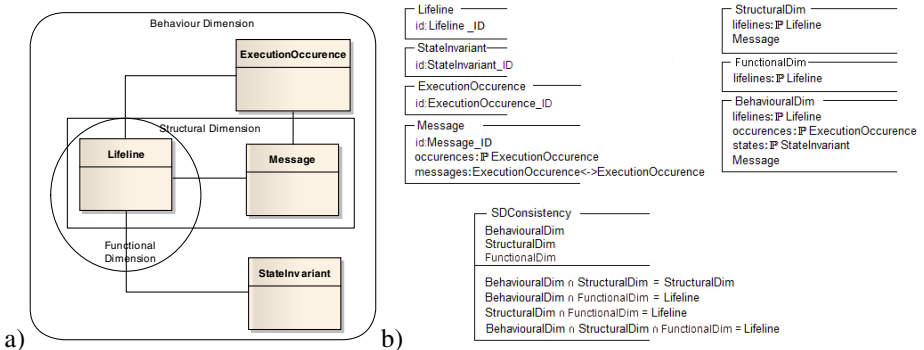 Behaviour Dimension
ExecutionOccurence
Structural Dimension
Lifeline
Message
Functional
Dimension
StateInvariant
a)
Lifeline
id:Lifeline _ID
StateInvariant
id:StateInvariant_ID
ExecutionOccurence
id:ExecutionOccurence_ID
Message
id:Message_ID
occurences:ℙ ExecutionOccurence
messages:ExecutionOccurence<->ExecutionOccurence
StructuralDim
lifelines:ℙ Lifeline
Message
FunctionalDim
lifelines:ℙ Lifeline
BehaviouralDim
lifelines:ℙ Lifeline
occurences:ℙ ExecutionOccurence
states:ℙ StateInvariant
Message
SDConsistency
BehaviouralDim
StructuralDim
FunctionalDim
BehaviouralDim ∩ StructuralDim = StructuralDim
BehaviouralDim ∩ FunctionalDim = Lifeline
StructuralDim ∩ FunctionalDim = Lifeline
BehaviouralDim ∩ StructuralDim ∩ FunctionalDim = Lifeline
b)